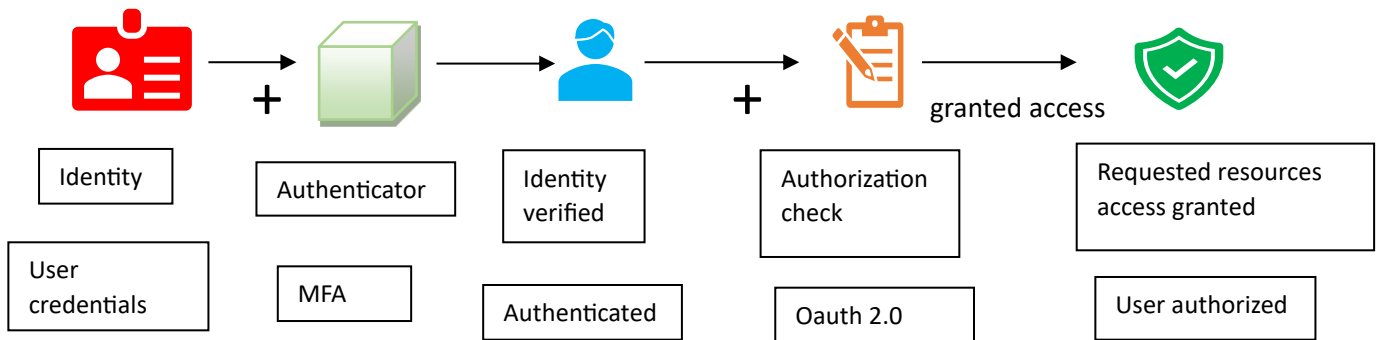 +
+
granted access
Identity
Authenticator
Identity
verified
Authorization
check
Requested resources
access granted
User
credentials
MFA
Authenticated
Oauth 2.0
User authorized